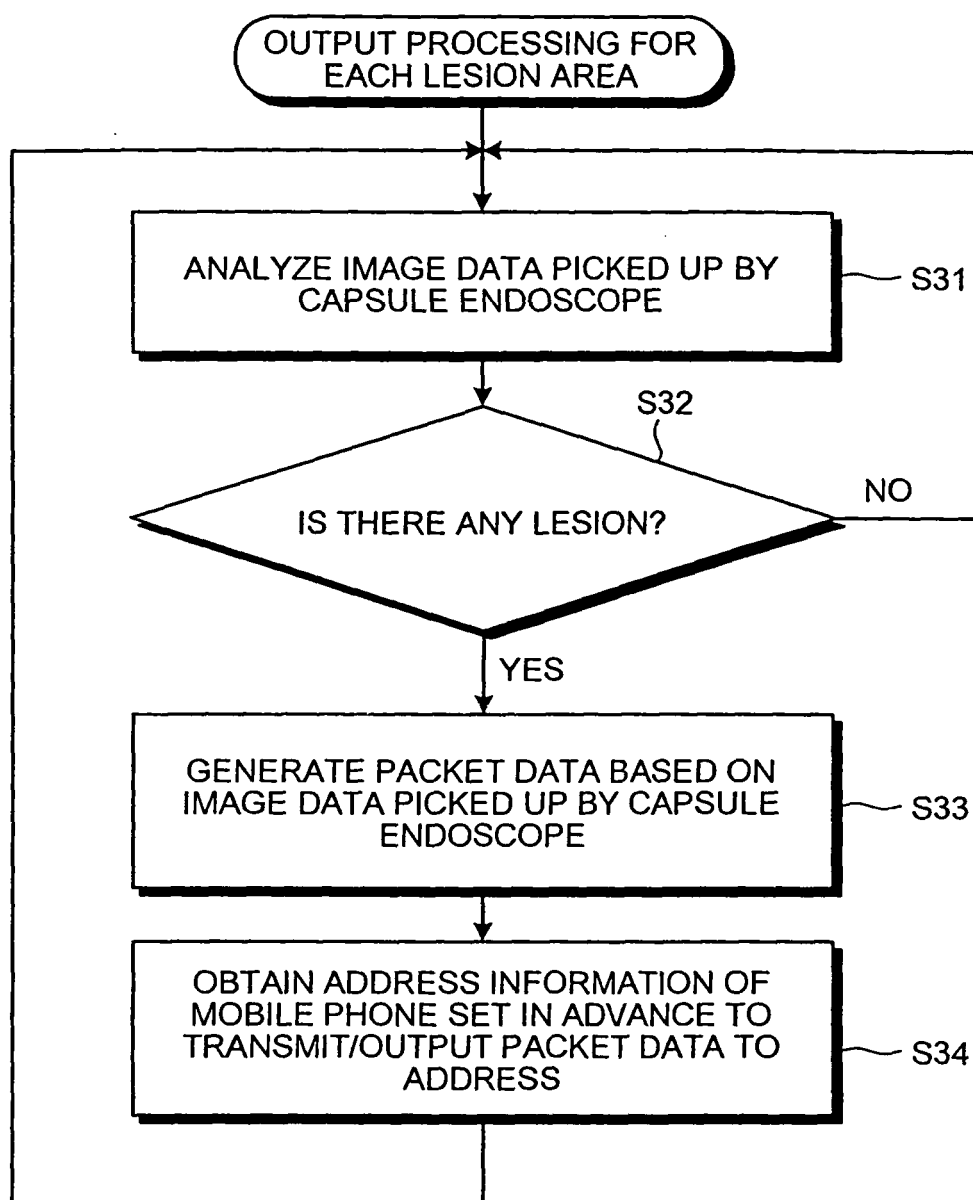 OUTPUT PROCESSING FOR
EACH LESION AREA
ANALYZE IMAGE DATA PICKED UP BY
CAPSULE ENDOSCOPE
S31
S32
IS THERE ANY LESION?
NO
YES
GENERATE PACKET DATA BASED ON
IMAGE DATA PICKED UP BY CAPSULE
ENDOSCOPE
S33
OBTAIN ADDRESS INFORMATION OF
MOBILE PHONE SET IN ADVANCE TO
TRANSMIT/OUTPUT PACKET DATA TO
ADDRESS
S34